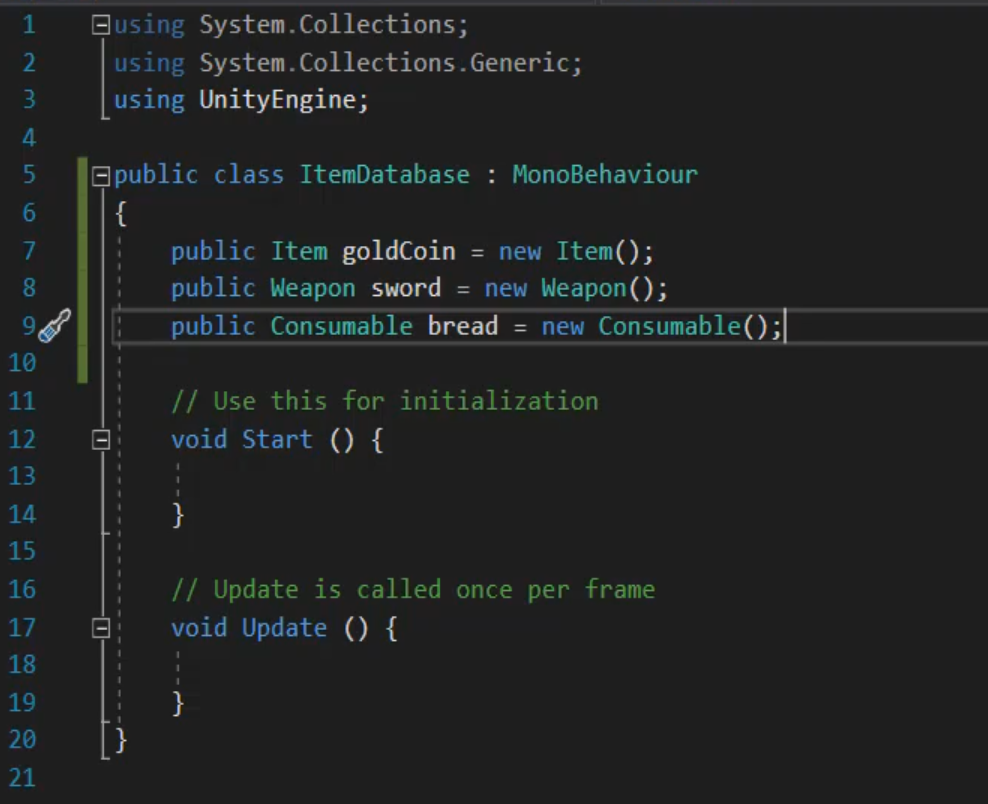 1 using System.Collections;
2 using System.Collections.Generic;
3 using UnityEngine;
4
5 public class ItemDatabase : MonoBehaviour
6 {
7 public Item goldCoin = new Item();
8 public Weapon sword = new Weapon();
9 public Consumable bread = new Consumable();
10
11 // Use this for initialization
12 void Start () {
13
14 }
15
16 // Update is called once per frame
17 void Update () {
18
19 }
20 }
21